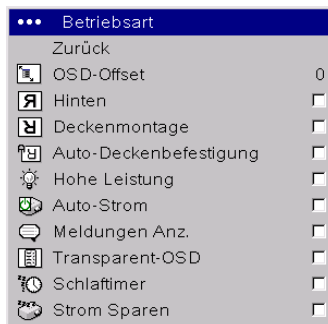 ••• Betriebsart
Zurück
OSD-Offset 0
Hinten
Deckenmontage
Auto-Deckenbefestigung
Hohe Leistung
Auto-Strom
Meldungen Anz.
Transparent-OSD
Schlaftimer
Strom Sparen